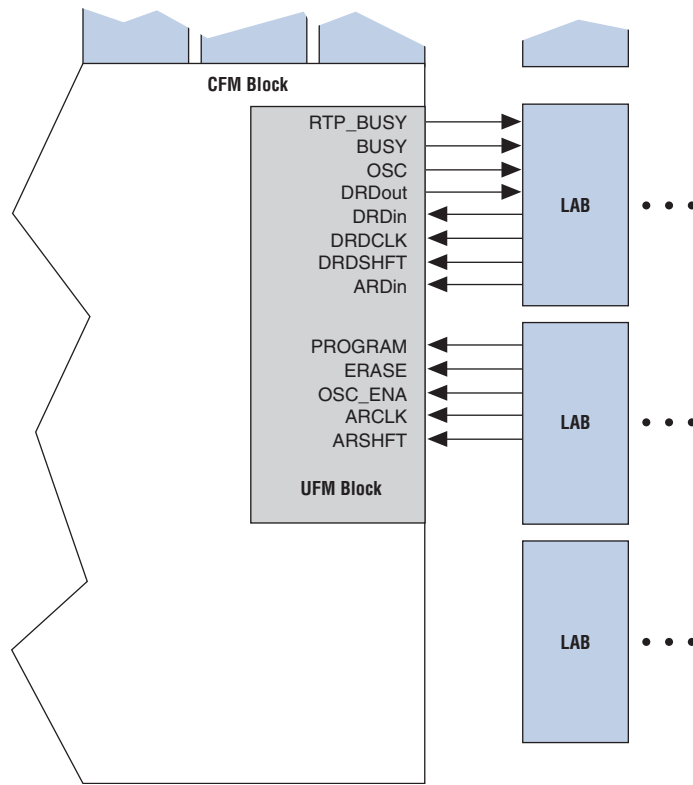 CFM Block
RTP_BUSY
BUSY
OSC
DRDout
DRDin
DRDCLK
DRDSHFT
ARDin
LAB
PROGRAM
ERASE
OSC_ENA
ARCLK
ARSHFT
LAB
UFM Block
LAB